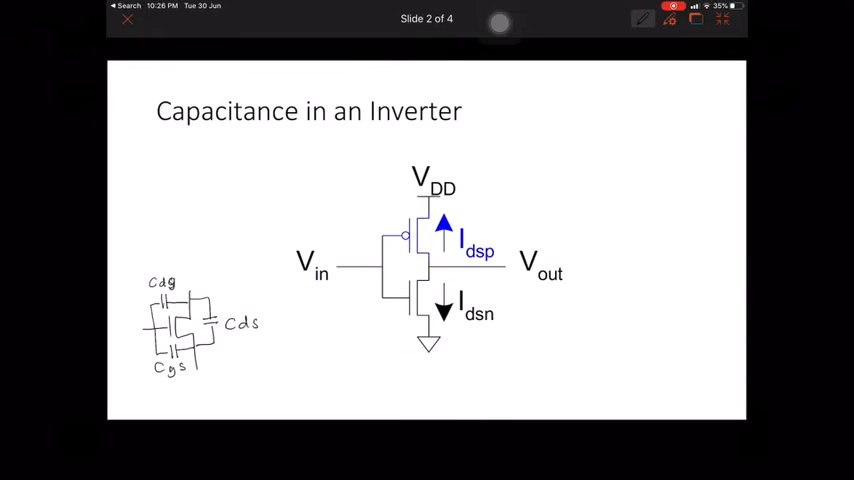 Search 10:26 PM Tue 30 Jun 35%
Slide 2 of 4
Capacitance in an Inverter
VDD
Idsp
Vin
Vout
Idsn
Cdg
Cds
Cgs